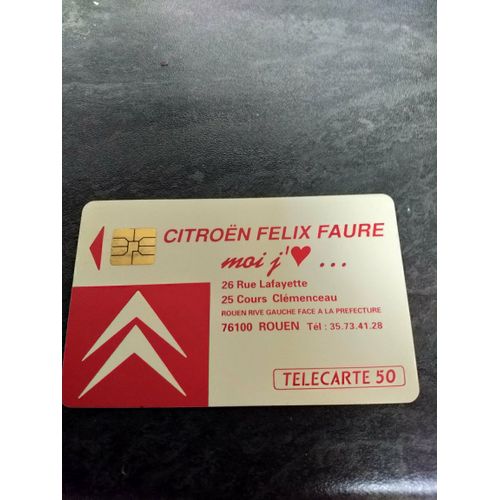 CITROËN FELIX FAURE
moi j'♥...
26 Rue Lafayette
25 Cours Clémenceau
ROUEN RIVE GAUCHE FACE A LA PREFECTURE
76100 ROUEN Tél : 35.73.41.28
TELECARTE 50